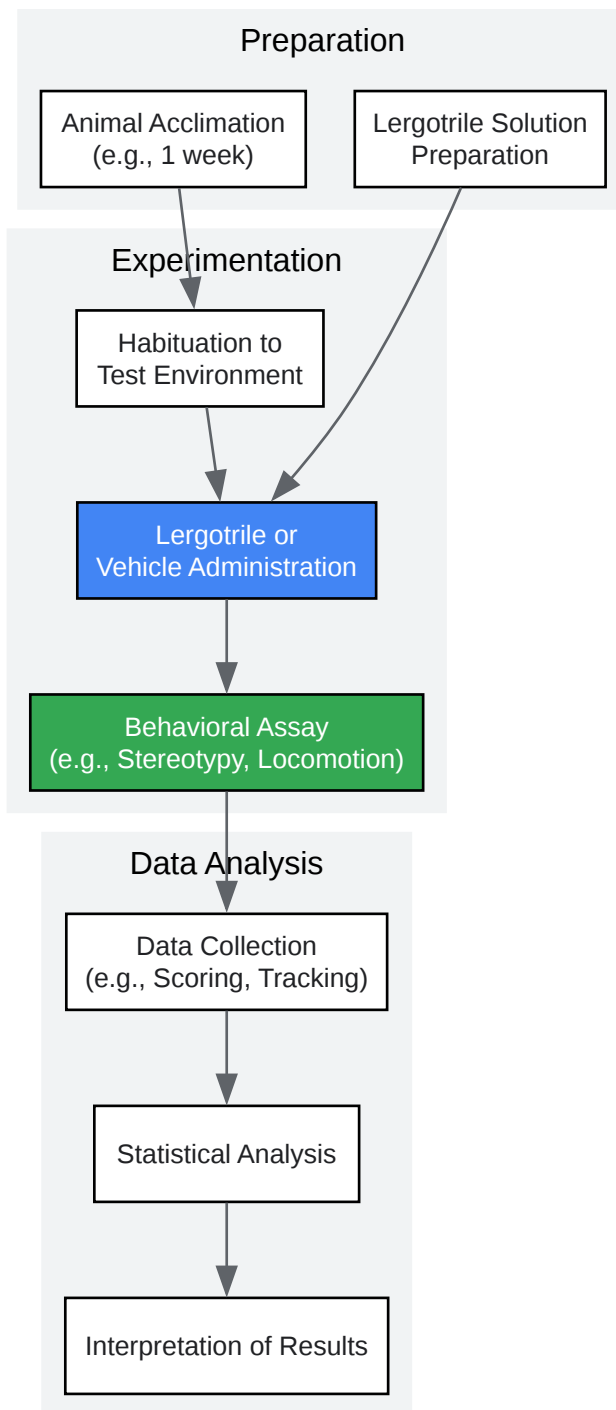 Preparation
Animal Acclimation
(e.g., 1 week)
Lergotrile Solution
Preparation
Experimentation
Habituation to
Test Environment
Lergotrile or
Vehicle Administration
Behavioral Assay
(e.g., Stereotypy, Locomotion)
Data Analysis
Data Collection
(e.g., Scoring, Tracking)
Statistical Analysis
Interpretation of Results